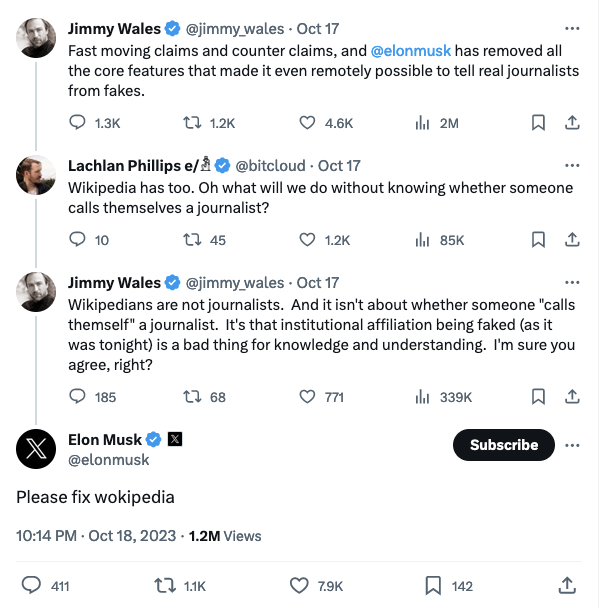 Jimmy Wales @jimmy_wales · Oct 17
Fast moving claims and counter claims, and @elonmusk has removed all
the core features that made it even remotely possible to tell real journalists
from fakes.
1.3K 1.2K 4.6K 2M
Lachlan Phillips e/ @bitcloud · Oct 17
Wikipedia has too. Oh what will we do without knowing whether someone
calls themselves a journalist?
10 45 1.2K 85K
Jimmy Wales @jimmy_wales · Oct 17
Wikipedians are not journalists.  And it isn't about whether someone "calls
themself" a journalist.  It's that institutional affiliation being faked (as it
was tonight) is a bad thing for knowledge and understanding.  I'm sure you
agree, right?
185 68 771 339K
Elon Musk
@elonmusk
Subscribe
Please fix wokipedia
10:14 PM · Oct 18, 2023 · 1.2M Views
411 1.1K 7.9K 142